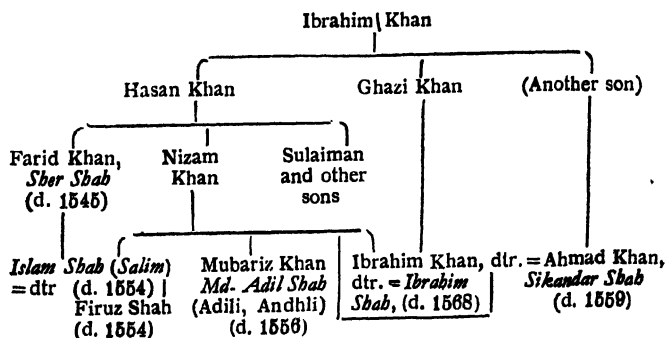 Ibrahim Khan
Hasan Khan Ghazi Khan (Another son)
Farid Khan, Nizam Sulaiman
Sher Shah Khan and other
(d. 1545) sons
Islam Shah (Salim) Mubariz Khan Ibrahim Khan, dtr. = Ahmad Khan,
= dtr (d. 1554) Md. Adil Shah dtr. = Ibrahim Sikandar Shah
Firuz Shah (Adili, Andhli) Shah, (d. 1568) (d. 1559)
(d. 1554) (d. 1556)